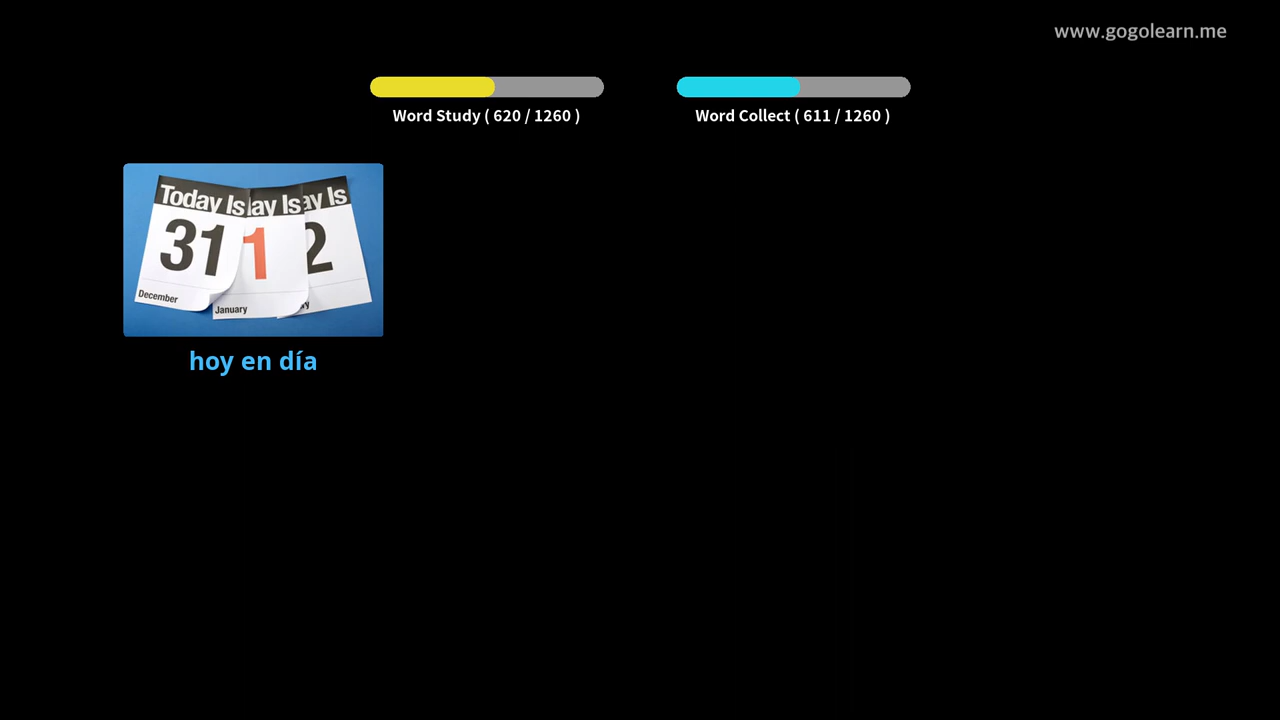 www.gogolearn.me
Word Study ( 620 / 1260 )
Word Collect ( 611 / 1260 )
Today Is
ay Is
ay Is
31
1
2
December
January
ry
hoy en día